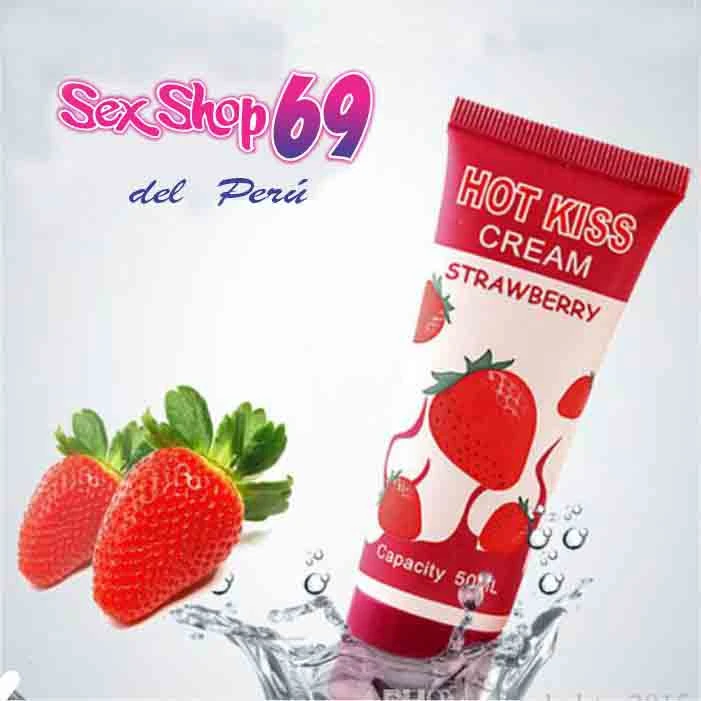 Sex Shop 69
del Perú
HOT KISS
CREAM
STRAWBERRY
Capacity 50ML